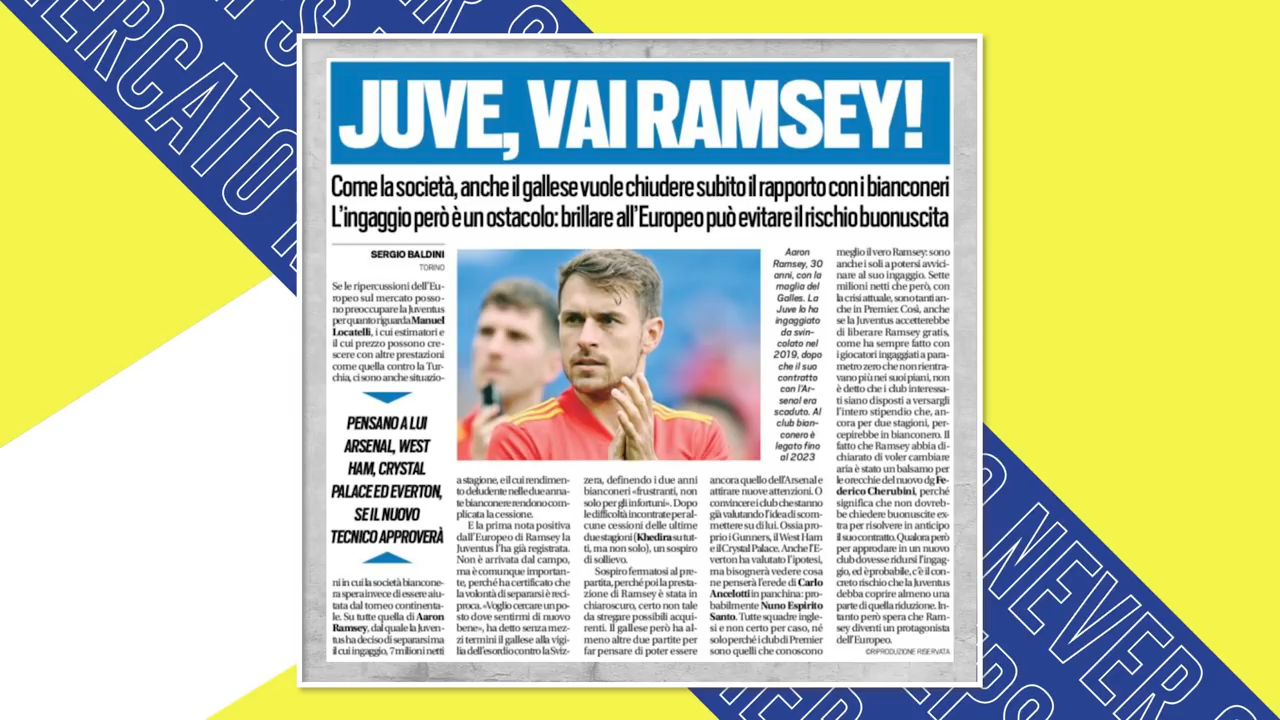 MERCATO
JUVE, VAI RAMSEY!
Come la società, anche il gallese vuole chiudere subito il rapporto con i bianconeri
L'ingaggio però è un ostacolo: brillare all'Europeo può evitare il rischio buonuscita
SERGIO BALDINI
TORINO
Se le ripercussioni dell'Eu-
ropeo sul mercato posso-
no preoccupare la Juventus
per quanto riguarda Manuel
Locatelli, i cui estimatori e
il cui prezzo possono cre-
scere con altre prestazioni
come quella contro la Tur-
chia, ci sono anche situazio-
PENSANO A LUI
ARSENAL, WEST
HAM, CRYSTAL
PALACE ED EVERTON,
SE IL NUOVO
TECNICO APPROVERÀ
ni in cui la società biancone-
ra spera invece di essere aiu-
tata dal torneo continenta-
le. Su tutte quella di Aaron
Ramsey, dal quale la Juven-
tus ha deciso di separarsi ma
il cui ingaggio, 7 milioni netti
a stagione, e il cui rendimen-
to deludente nelle due anna-
te bianconere rendono com-
plicata la cessione.
E la prima nota positiva
dall'Europeo di Ramsey la
Juventus l'ha già registrata.
Non è arrivata dal campo,
ma è comunque importan-
te, perché ha certificato che
la volontà di separarsi è reci-
proca. «Voglio cercare un po-
sto dove sentirmi di nuovo
bene», ha detto senza mez-
zi termini il gallese alla vigi-
lia dell'esordio contro la Sviz-
zera, definendo i due anni
bianconeri «frustranti, non
solo per gli infortuni». Dopo
le difficoltà incontrate per al-
cune cessioni delle ultime
due stagioni (Khedira su tut-
ti, ma non solo), un sospiro
di sollievo.
Sospiro fermatosi al pre-
partita, perché poi la presta-
zione di Ramsey è stata in
chiaroscuro, certo non tale
da stregare possibili acqui-
renti. Il gallese però ha al-
meno altre due partite per
far pensare di poter essere
ancora quello dell'Arsenal e
attirare nuove attenzioni. O
convincere i club che stanno
già valutando l'idea di scom-
mettere su di lui. Ossia pro-
prio i Gunners, il West Ham
e il Crystal Palace. Anche l'E-
verton ha valutato l'ipotesi,
ma bisognerà vedere cosa
ne penserà l'erede di Carlo
Ancelotti in panchina: pro-
babilmente Nuno Espirito
Santo. Tutte squadre ingle-
si e non certo per caso, né
solo perché i club di Premier
sono quelli che conoscono
Aaron
Ramsey, 30
anni, con la
maglia del
Galles. La
Juve lo ha
ingaggiato
da svin-
colato nel
2019, dopo
che il suo
contratto
con l'Ar-
senal era
scaduto. Al
club bian-
conero è
legato fino
al 2023
meglio il vero Ramsey: sono
anche i soli a potersi avvici-
nare al suo ingaggio. Sette
milioni netti che però, con
la crisi attuale, sono tanti an-
che in Premier. Così, anche
se la Juventus accetterebbe
di liberare Ramsey gratis,
come ha sempre fatto con
i giocatori ingaggiati a para-
metro zero che non rientra-
vano più nei suoi piani, non
è detto che i club interessa-
ti siano disposti a versargli
l'intero stipendio che, an-
cora per due stagioni, per-
cepirebbe in bianconero. Il
fatto che Ramsey abbia di-
chiarato di voler cambiare
aria è stato un balsamo per
le orecchie del nuovo dg Fe-
derico Cherubini, perché
significa che non dovreb-
be chiedere buonuscite ex-
tra per risolvere in anticipo
il suo contratto. Qualora però
per approdare in un nuovo
club dovesse ridursi l'ingag-
gio, ed è probabile, c'è il con-
creto rischio che la Juventus
debba coprire almeno una
parte di quella riduzione. In-
tanto però spera che Ram-
sey diventi un protagonista
dell'Europeo.
©RIPRODUZIONE RISERVATA
NEVER